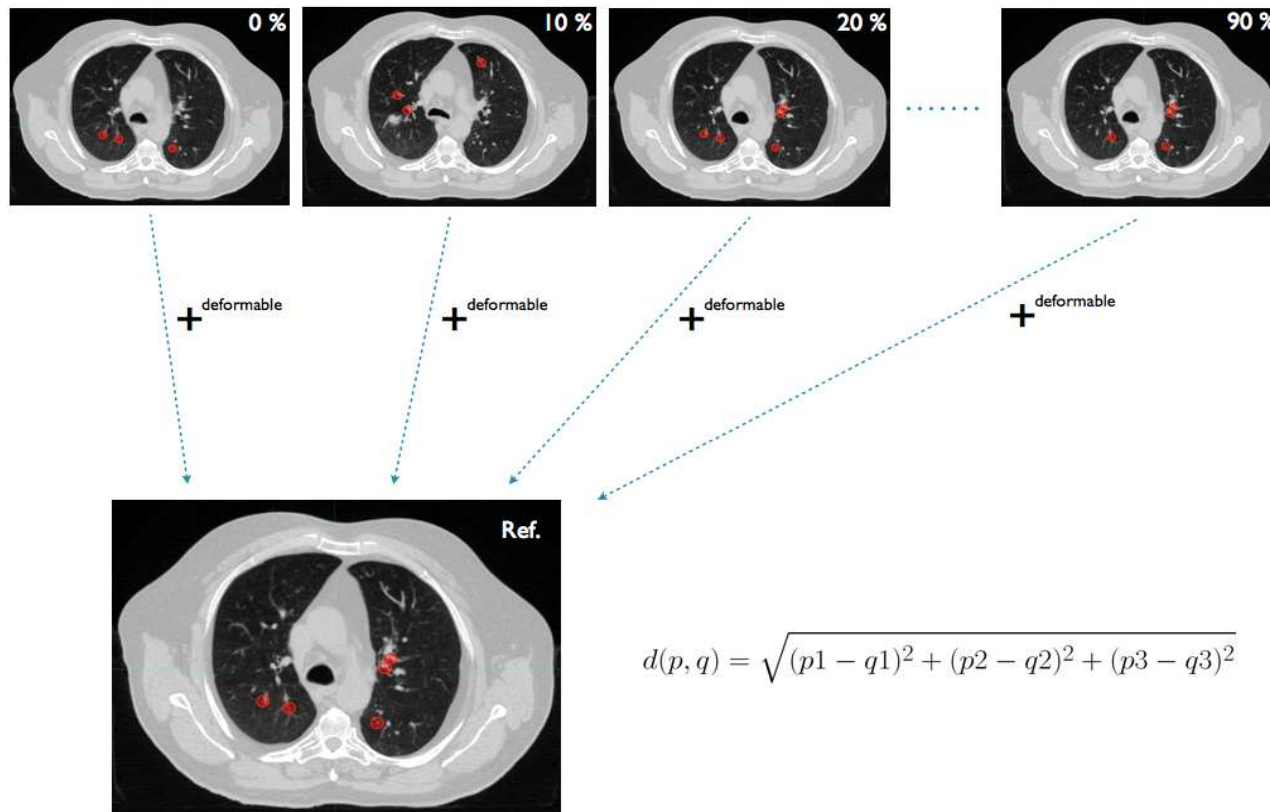 0 %
10 %
20 %
90 %
+ deformable
+ deformable
+ deformable
+ deformable
Ref.
d(p, q) = √(p1 − q1)² + (p2 − q2)² + (p3 − q3)²